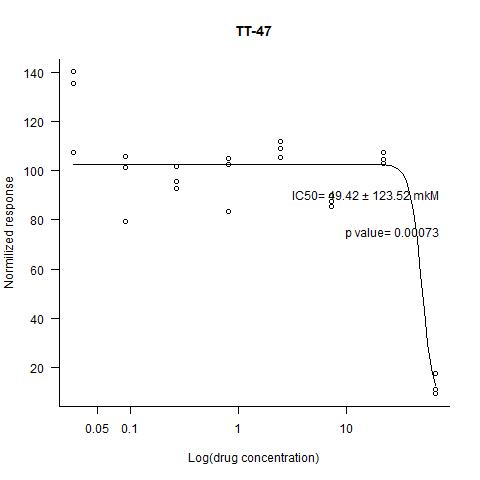 TT-47
140
120
100
80
60
40
20
Normilized response
IC50= 49.42 ± 123.52 mkM
p value= 0.00073
0.05 0.1 1 10
Log(drug concentration)